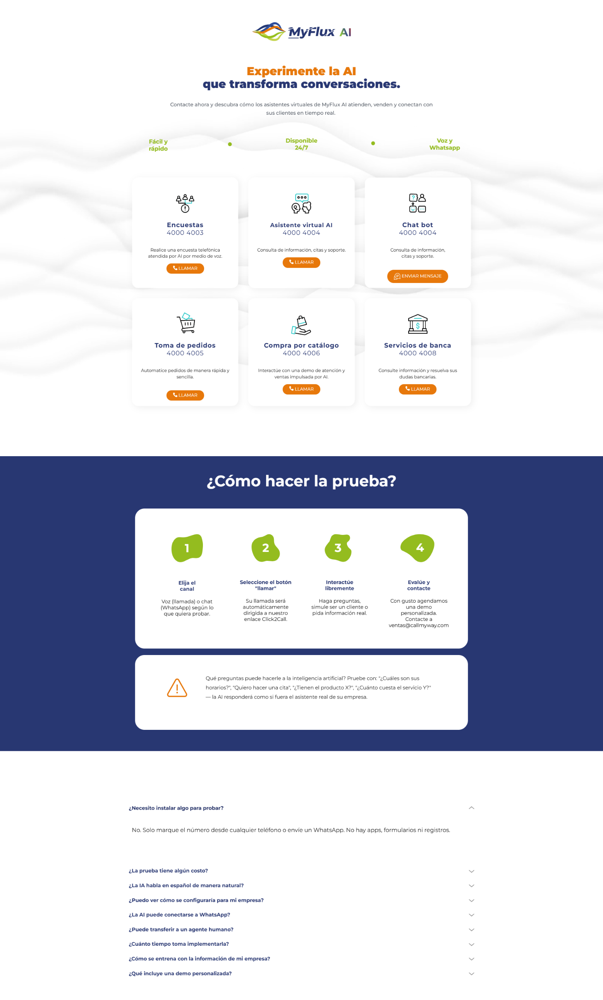 MyFlux AI
Experimente la AI
que transforma conversaciones.
Contacte ahora y descubra cómo los asistentes virtuales de MyFlux AI atienden, venden y conectan con
sus clientes en tiempo real.
Fácil y
rápido
Disponible
24/7
Voz y
Whatsapp
Encuestas
4000 4003
Realice una encuesta telefónica
atendida por AI por medio de voz.
LLAMAR
Asistente virtual AI
4000 4004
Consulta de información, citas y soporte.
LLAMAR
Chat bot
4000 4004
Consulta de información,
citas y soporte.
ENVIAR MENSAJE
Toma de pedidos
4000 4005
Automatice pedidos de manera rápida y
sencilla.
LLAMAR
Compra por catálogo
4000 4006
Interactúe con una demo de atención y
ventas impulsada por AI.
LLAMAR
Servicios de banca
4000 4008
Consulte información y resuelva sus
dudas bancarias.
LLAMAR
¿Cómo hacer la prueba?
1
Elija el
canal
Voz (llamada) o chat
(WhatsApp) según lo
que quiera probar.
2
Seleccione el botón
"llamar"
Su llamada será
automáticamente
dirigida a nuestro
enlace Click2Call.
3
Interactúe
libremente
Haga preguntas,
simule ser un cliente o
pida información real.
4
Evalúe y
contacte
Con gusto agendamos
una demo
personalizada.
Contacte a
ventas@callmyway.com
Qué preguntas puede hacerle a la inteligencia artificial? Pruebe con: "¿Cuáles son sus
horarios?", "Quiero hacer una cita", "¿Tienen el producto X?", "¿Cuánto cuesta el servicio Y?"
— la AI responderá como si fuera el asistente real de su empresa.
¿Necesito instalar algo para probar?
No. Solo marque el número desde cualquier teléfono o envíe un WhatsApp. No hay apps, formularios ni registros.
¿La prueba tiene algún costo?
¿La IA habla en español de manera natural?
¿Puedo ver cómo se configuraría para mi empresa?
¿La AI puede conectarse a WhatsApp?
¿Puede transferir a un agente humano?
¿Cuánto tiempo toma implementarla?
¿Cómo se entrena con la información de mi empresa?
¿Qué incluye una demo personalizada?